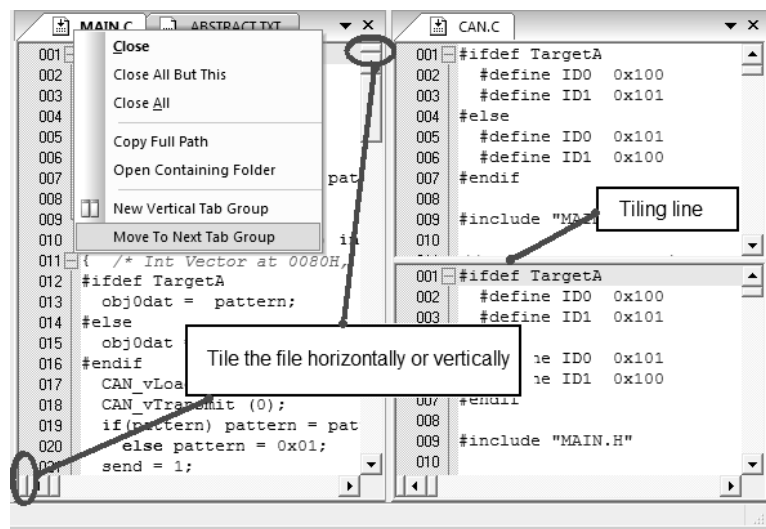 MAIN.C
ABSTRACT.TXT
001
002
003
004
005
006
007 pat
008
009
010 in
011 { /* Int Vector at 0080H,
012 #ifdef TargetA
013 obj0dat = pattern;
014 #else
015 obj0dat
016 #endif
017 CAN_vLoa
018 CAN_vTransmit (0);
019 if(pattern) pattern = pat
020 else pattern = 0x01;
021 send = 1;
Close
Close All But This
Close All
Copy Full Path
Open Containing Folder
New Vertical Tab Group
Move To Next Tab Group
CAN.C
001 #ifdef TargetA
002 #define ID0 0x100
003 #define ID1 0x101
004 #else
005 #define ID0 0x101
006 #define ID1 0x100
007 #endif
008
009 #include "MAI
010
Tiling line
001 #ifdef TargetA
002 #define ID0 0x100
003 #define ID1 0x101
ne ID0 0x101
ne ID1 0x100
007 #endif
008
009 #include "MAIN.H"
010
Tile the file horizontally or vertically